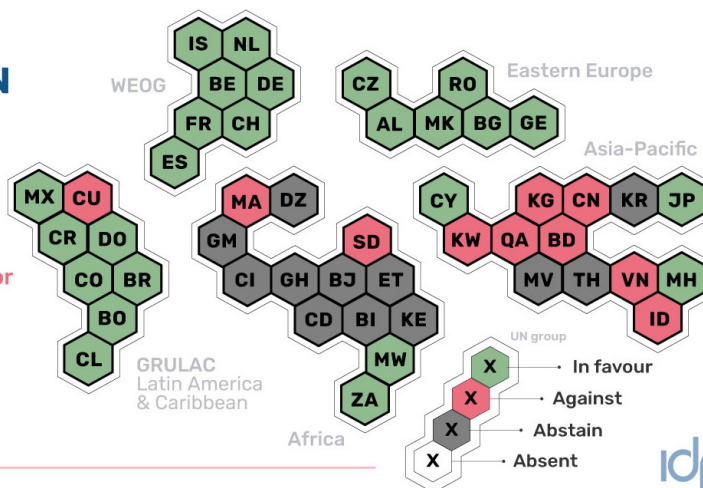 N
IS NL
WEOG
BE DE
FR CH
ES
CZ RO
Eastern Europe
AL MK BG GE
Asia-Pacific
MX CU
CR DO
or
CO BR
BO
CL
GRULAC
Latin America
& Caribbean
MA DZ
GM SD
CI GH BJ ET
CD BI KE
MW
ZA
Africa
CY KG CN KR JP
KW QA BD
MV TH VN MH
ID
UN group
X In favour
X Against
X Abstain
X Absent